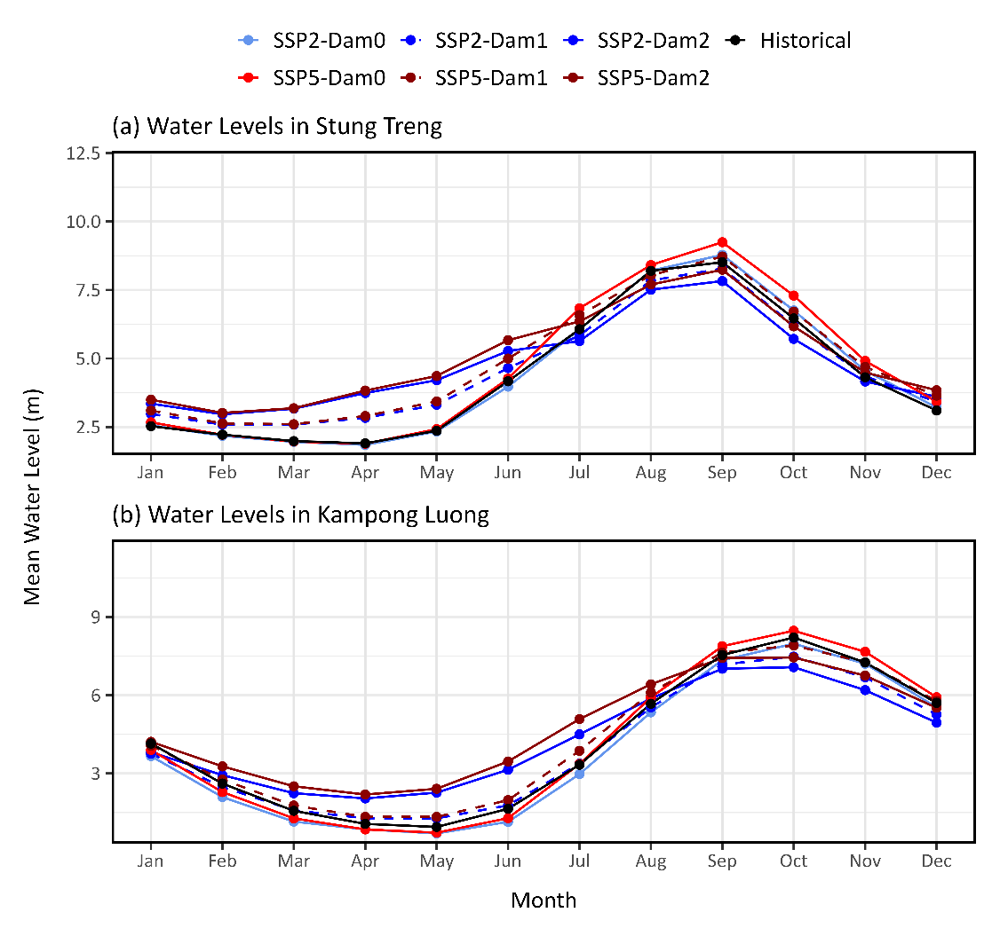 SSP2-Dam0 SSP2-Dam1 SSP2-Dam2 Historical
SSP5-Dam0 SSP5-Dam1 SSP5-Dam2
(a) Water Levels in Stung Treng
12.5
10.0
7.5
5.0
2.5
Jan Feb Mar Apr May Jun Jul Aug Sep Oct Nov Dec
Mean Water Level (m)
(b) Water Levels in Kampong Luong
9
6
3
Jan Feb Mar Apr May Jun Jul Aug Sep Oct Nov Dec
Month